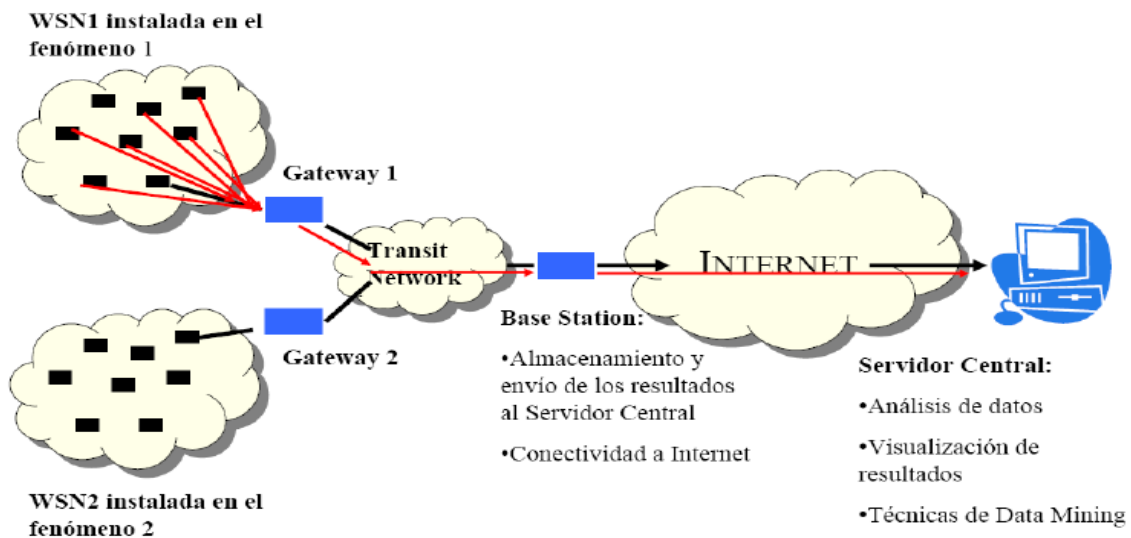 WSN1 instalada en el
fenómeno 1
Gateway 1
Transit
Network
INTERNET
Gateway 2
Base Station:
•Almacenamiento y
envío de los resultados
al Servidor Central
•Conectividad a Internet
Servidor Central:
•Análisis de datos
•Visualización de
resultados
•Técnicas de Data Mining
WSN2 instalada en el
fenómeno 2